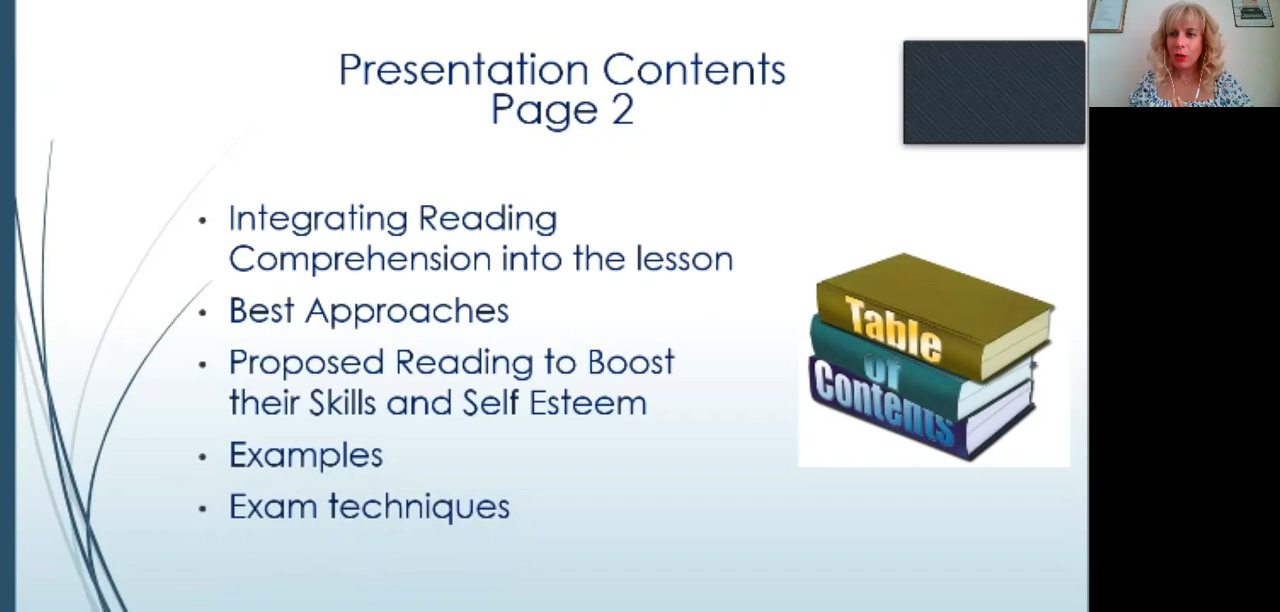 Presentation Contents
Page 2
• Integrating Reading
Comprehension into the lesson
• Best Approaches
• Proposed Reading to Boost
their Skills and Self Esteem
• Examples
• Exam techniques
Table
of
Contents